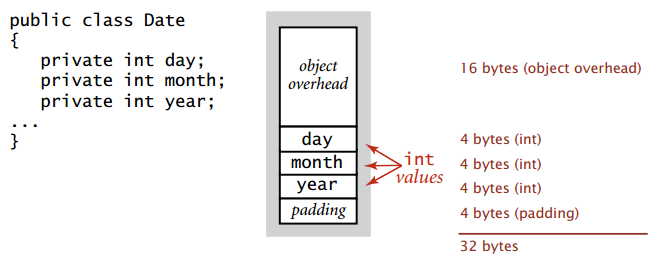 public class Date
{
   private int day;
   private int month;
   private int year;
...
}
object
overhead
day
month
year
padding
int
values
16 bytes (object overhead)
4 bytes (int)
4 bytes (int)
4 bytes (int)
4 bytes (padding)
32 bytes